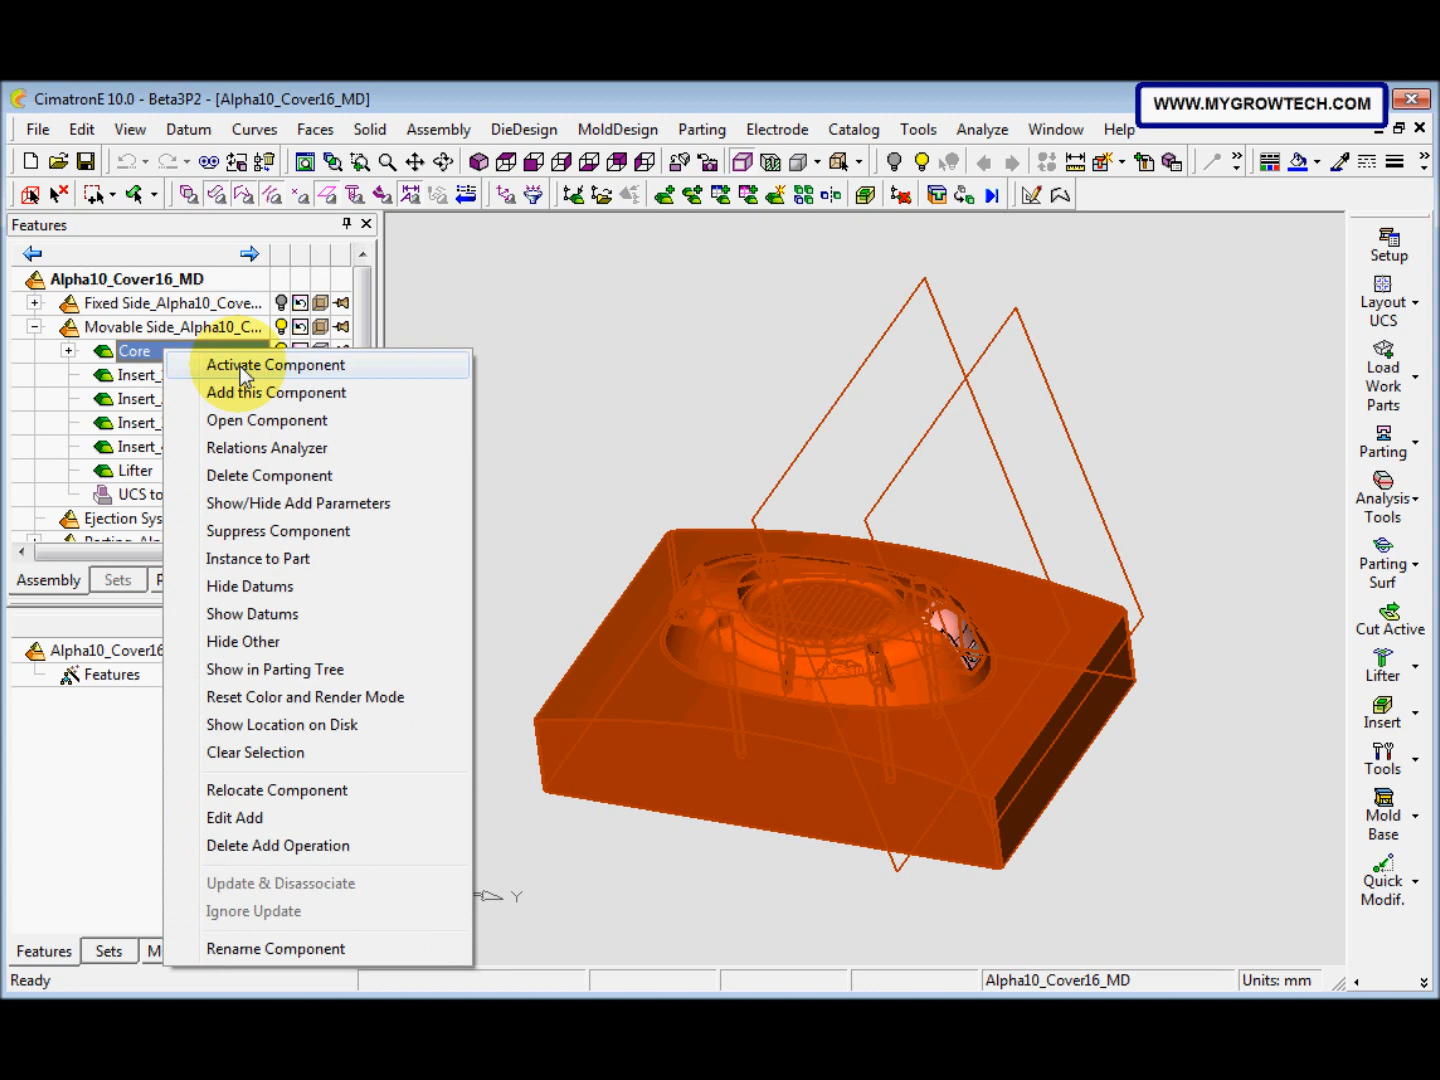 CimatronE 10.0 - Beta3P2 - [Alpha10_Cover16_MD]
WWW.MYGROWTECH.COM
File Edit View Datum Curves Faces Solid Assembly DieDesign MoldDesign Parting Electrode Catalog Tools Analyze Window Help
Features
Alpha10_Cover16_MD
Fixed Side_Alpha10_Cove...
Movable Side_Alpha10_C...
Core
Insert_
Insert_
Insert_
Insert_
Lifter
UCS to
Ejection Sys
Assembly Sets
Alpha10_Cover16
Features
Features Sets M
Activate Component
Add this Component
Open Component
Relations Analyzer
Delete Component
Show/Hide Add Parameters
Suppress Component
Instance to Part
Hide Datums
Show Datums
Hide Other
Show in Parting Tree
Reset Color and Render Mode
Show Location on Disk
Clear Selection
Relocate Component
Edit Add
Delete Add Operation
Update & Disassociate
Ignore Update
Rename Component
Y
Setup
Layout
UCS
Load
Work
Parts
Parting
Analysis
Tools
Parting
Surf
Cut Active
Lifter
Insert
Tools
Mold
Base
Quick
Modif.
Ready
Alpha10_Cover16_MD
Units: mm